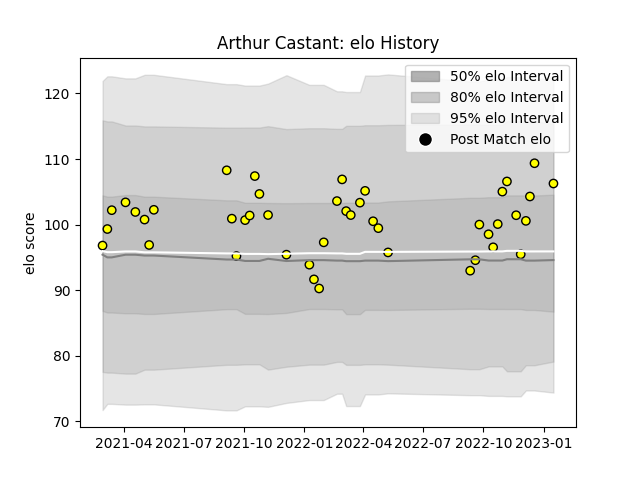 Arthur Castant: elo History
50% elo Interval
80% elo Interval
95% elo Interval
Post Match elo
elo score
120
110
100
90
80
70
2021-04 2021-07 2021-10 2022-01 2022-04 2022-07 2022-10 2023-01